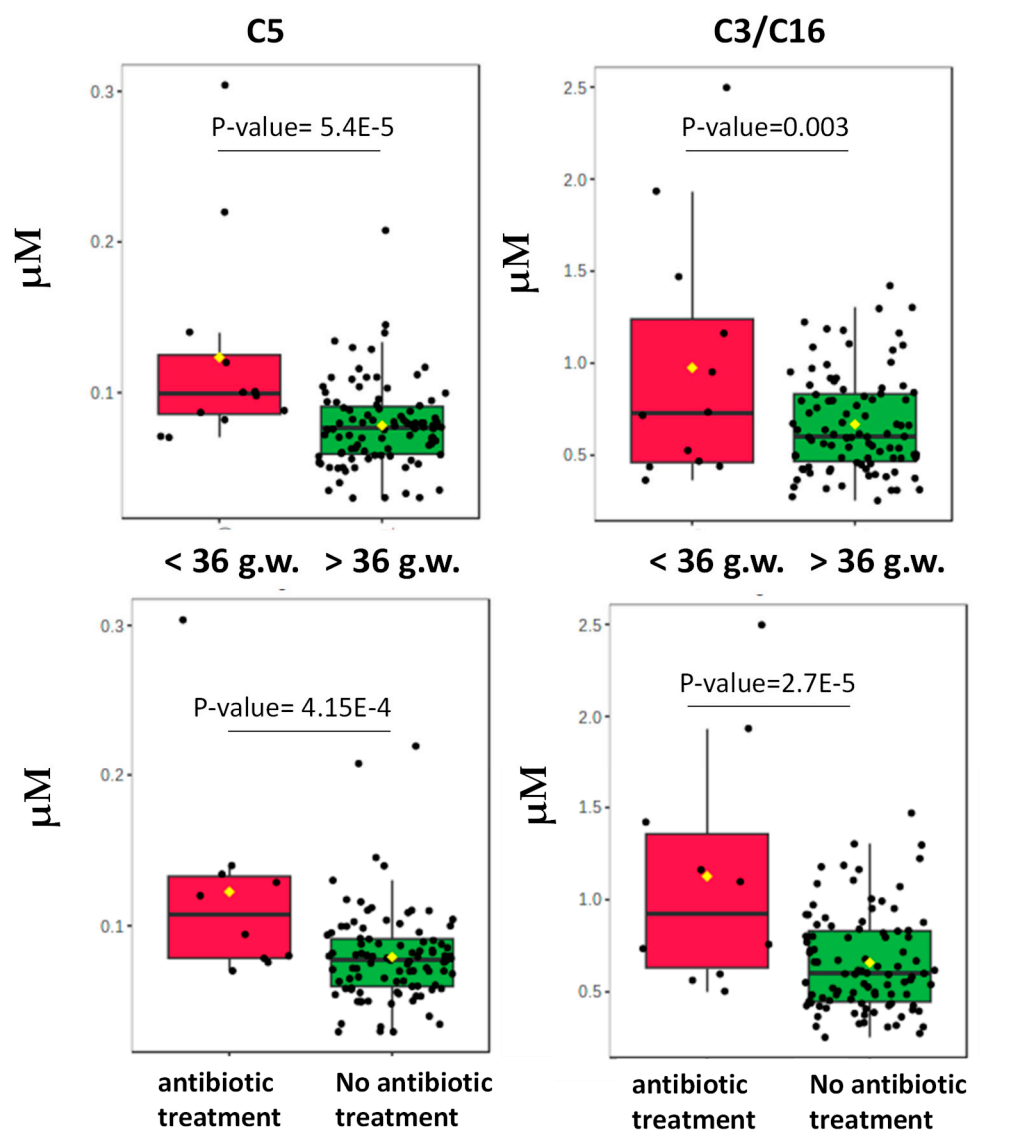 C5
C3/C16
0.3
P-value= 5.4E-5
0.2
0.1
μM
< 36 g.w.
> 36 g.w.
2.5
P-value=0.003
2.0
1.5
1.0
0.5
μM
< 36 g.w.
> 36 g.w.
0.3
P-value= 4.15E-4
0.2
0.1
μM
antibiotic
treatment
No antibiotic
treatment
2.5
P-value=2.7E-5
2.0
1.5
1.0
0.5
μM
antibiotic
treatment
No antibiotic
treatment